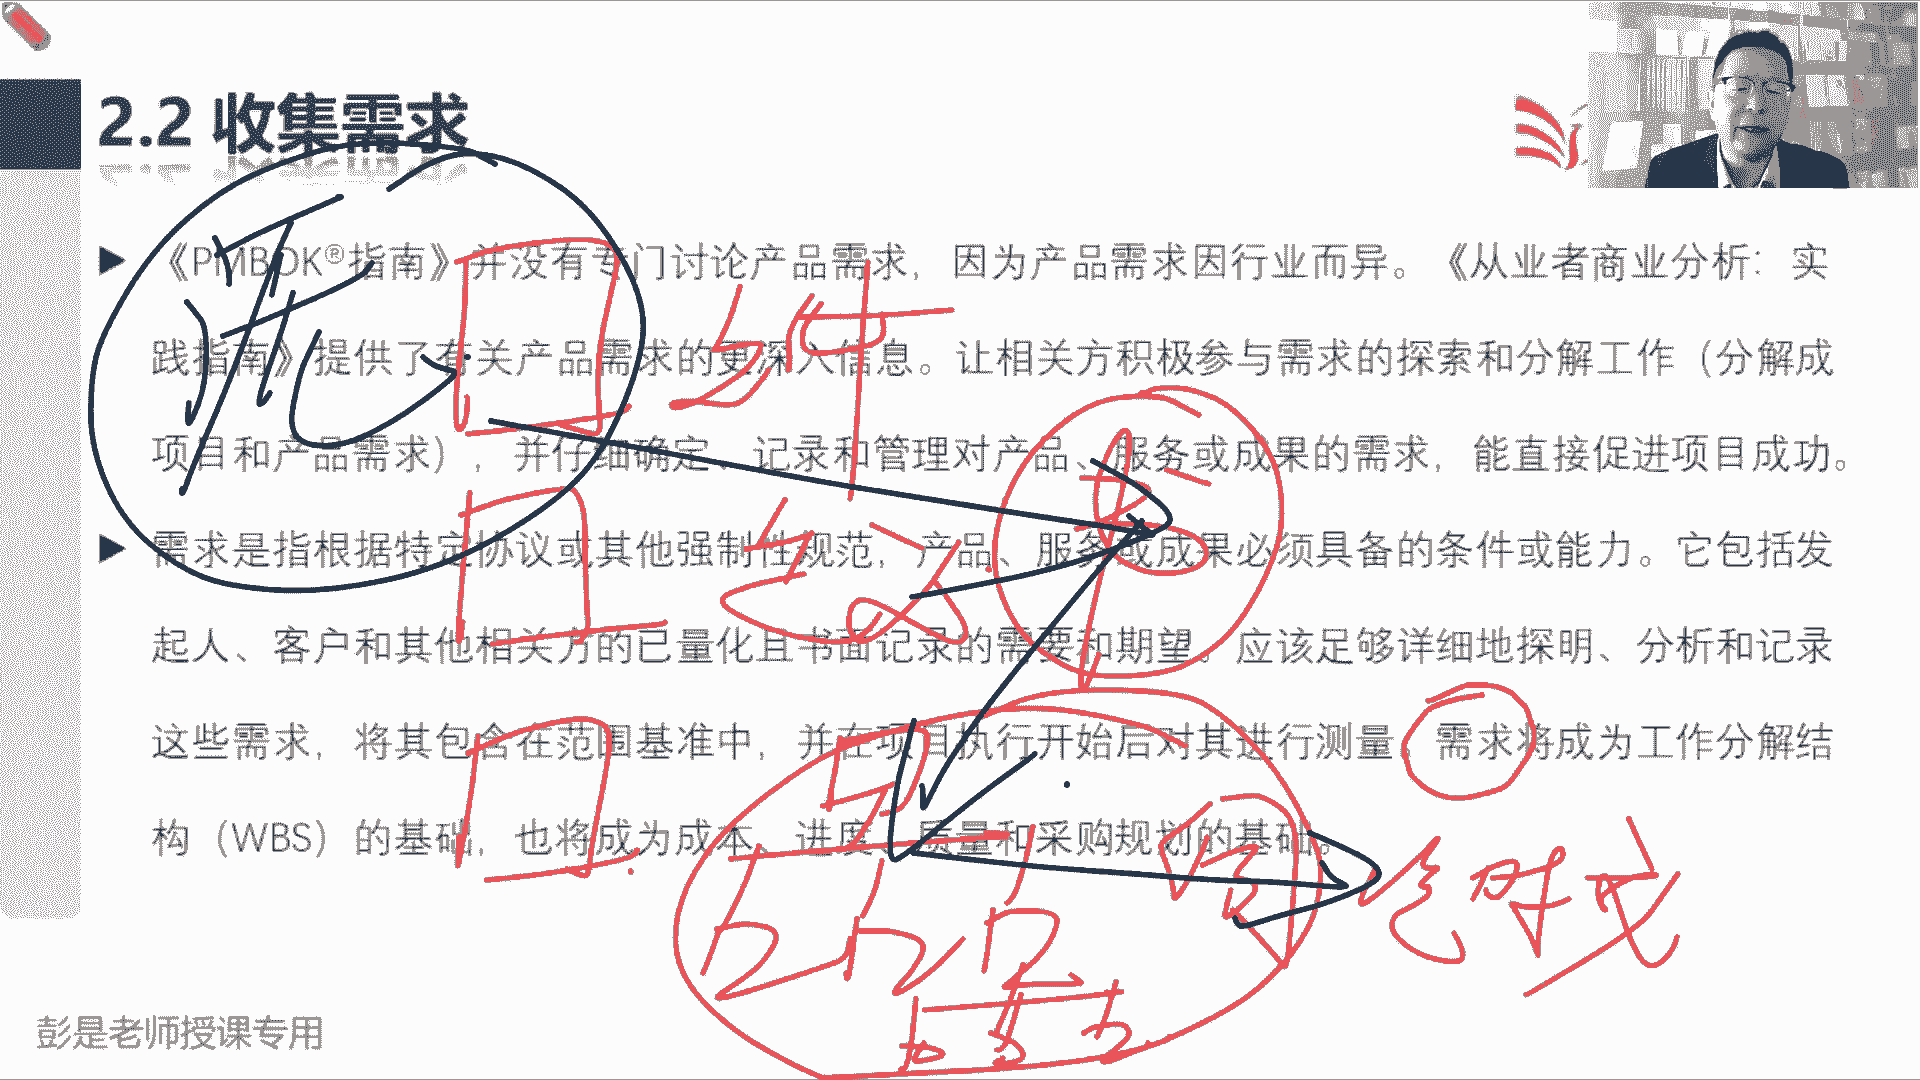 2.2 收集需求
《PMBOK®指南》并没有专门讨论产品需求，因为产品需求因行业而异。《从业者商业分析：实
践指南》提供了有关产品需求的更深入信息。让相关方积极参与需求的探索和分解工作（分解成
项目和产品需求），并仔细确定、记录和管理对产品、服务或成果的需求，能直接促进项目成功。
需求是指根据特定协议或其他强制性规范，产品、服务或成果必须具备的条件或能力。它包括发
起人、客户和其他相关方的已量化且书面记录的需要和期望。应该足够详细地探明、分析和记录
这些需求，将其包含在范围基准中，并在项目执行开始后对其进行测量。需求将成为工作分解结
构（WBS）的基础，也将成为成本、进度、质量和采购规划的基础。
彭是老师授课专用